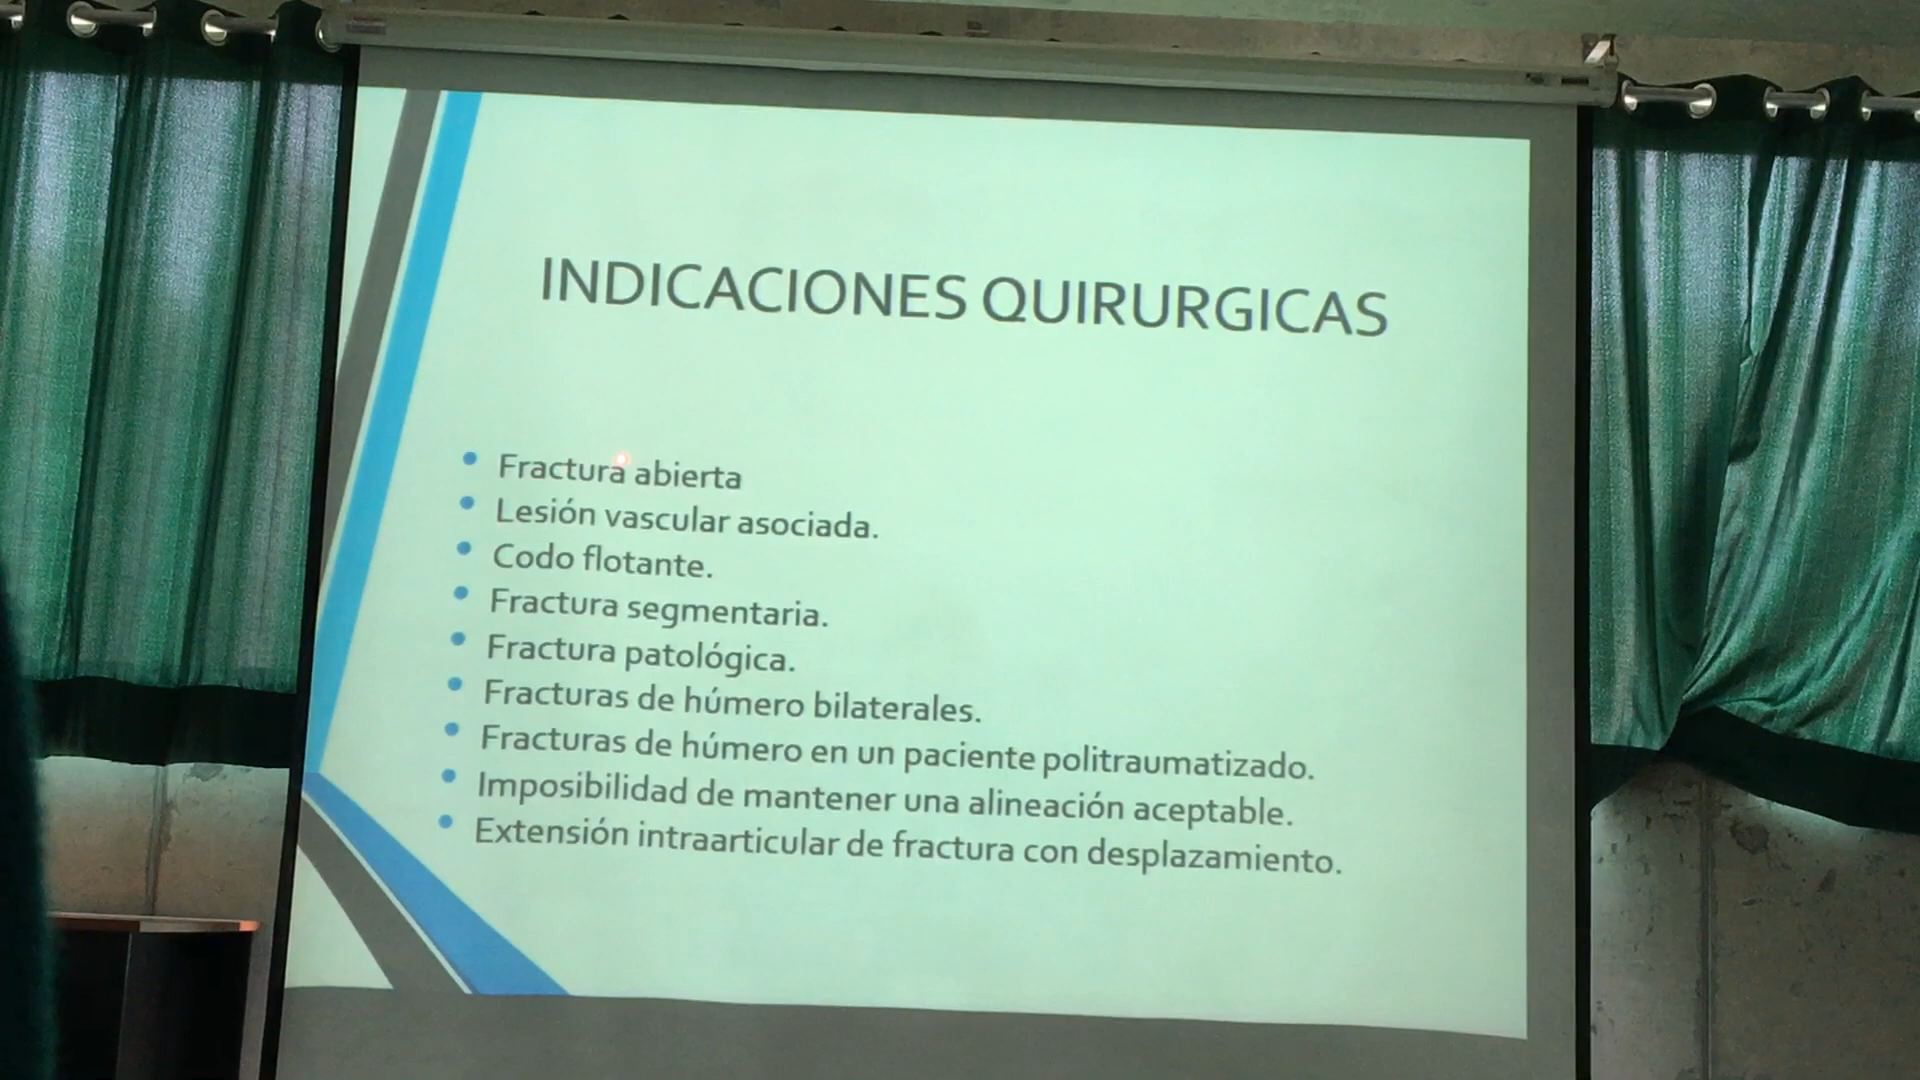 INDICACIONES QUIRURGICAS
• Fractura abierta
• Lesión vascular asociada.
• Codo flotante.
• Fractura segmentaria.
• Fractura patológica.
• Fracturas de húmero bilaterales.
• Fracturas de húmero en un paciente politraumatizado.
• Imposibilidad de mantener una alineación aceptable.
• Extensión intraarticular de fractura con desplazamiento.